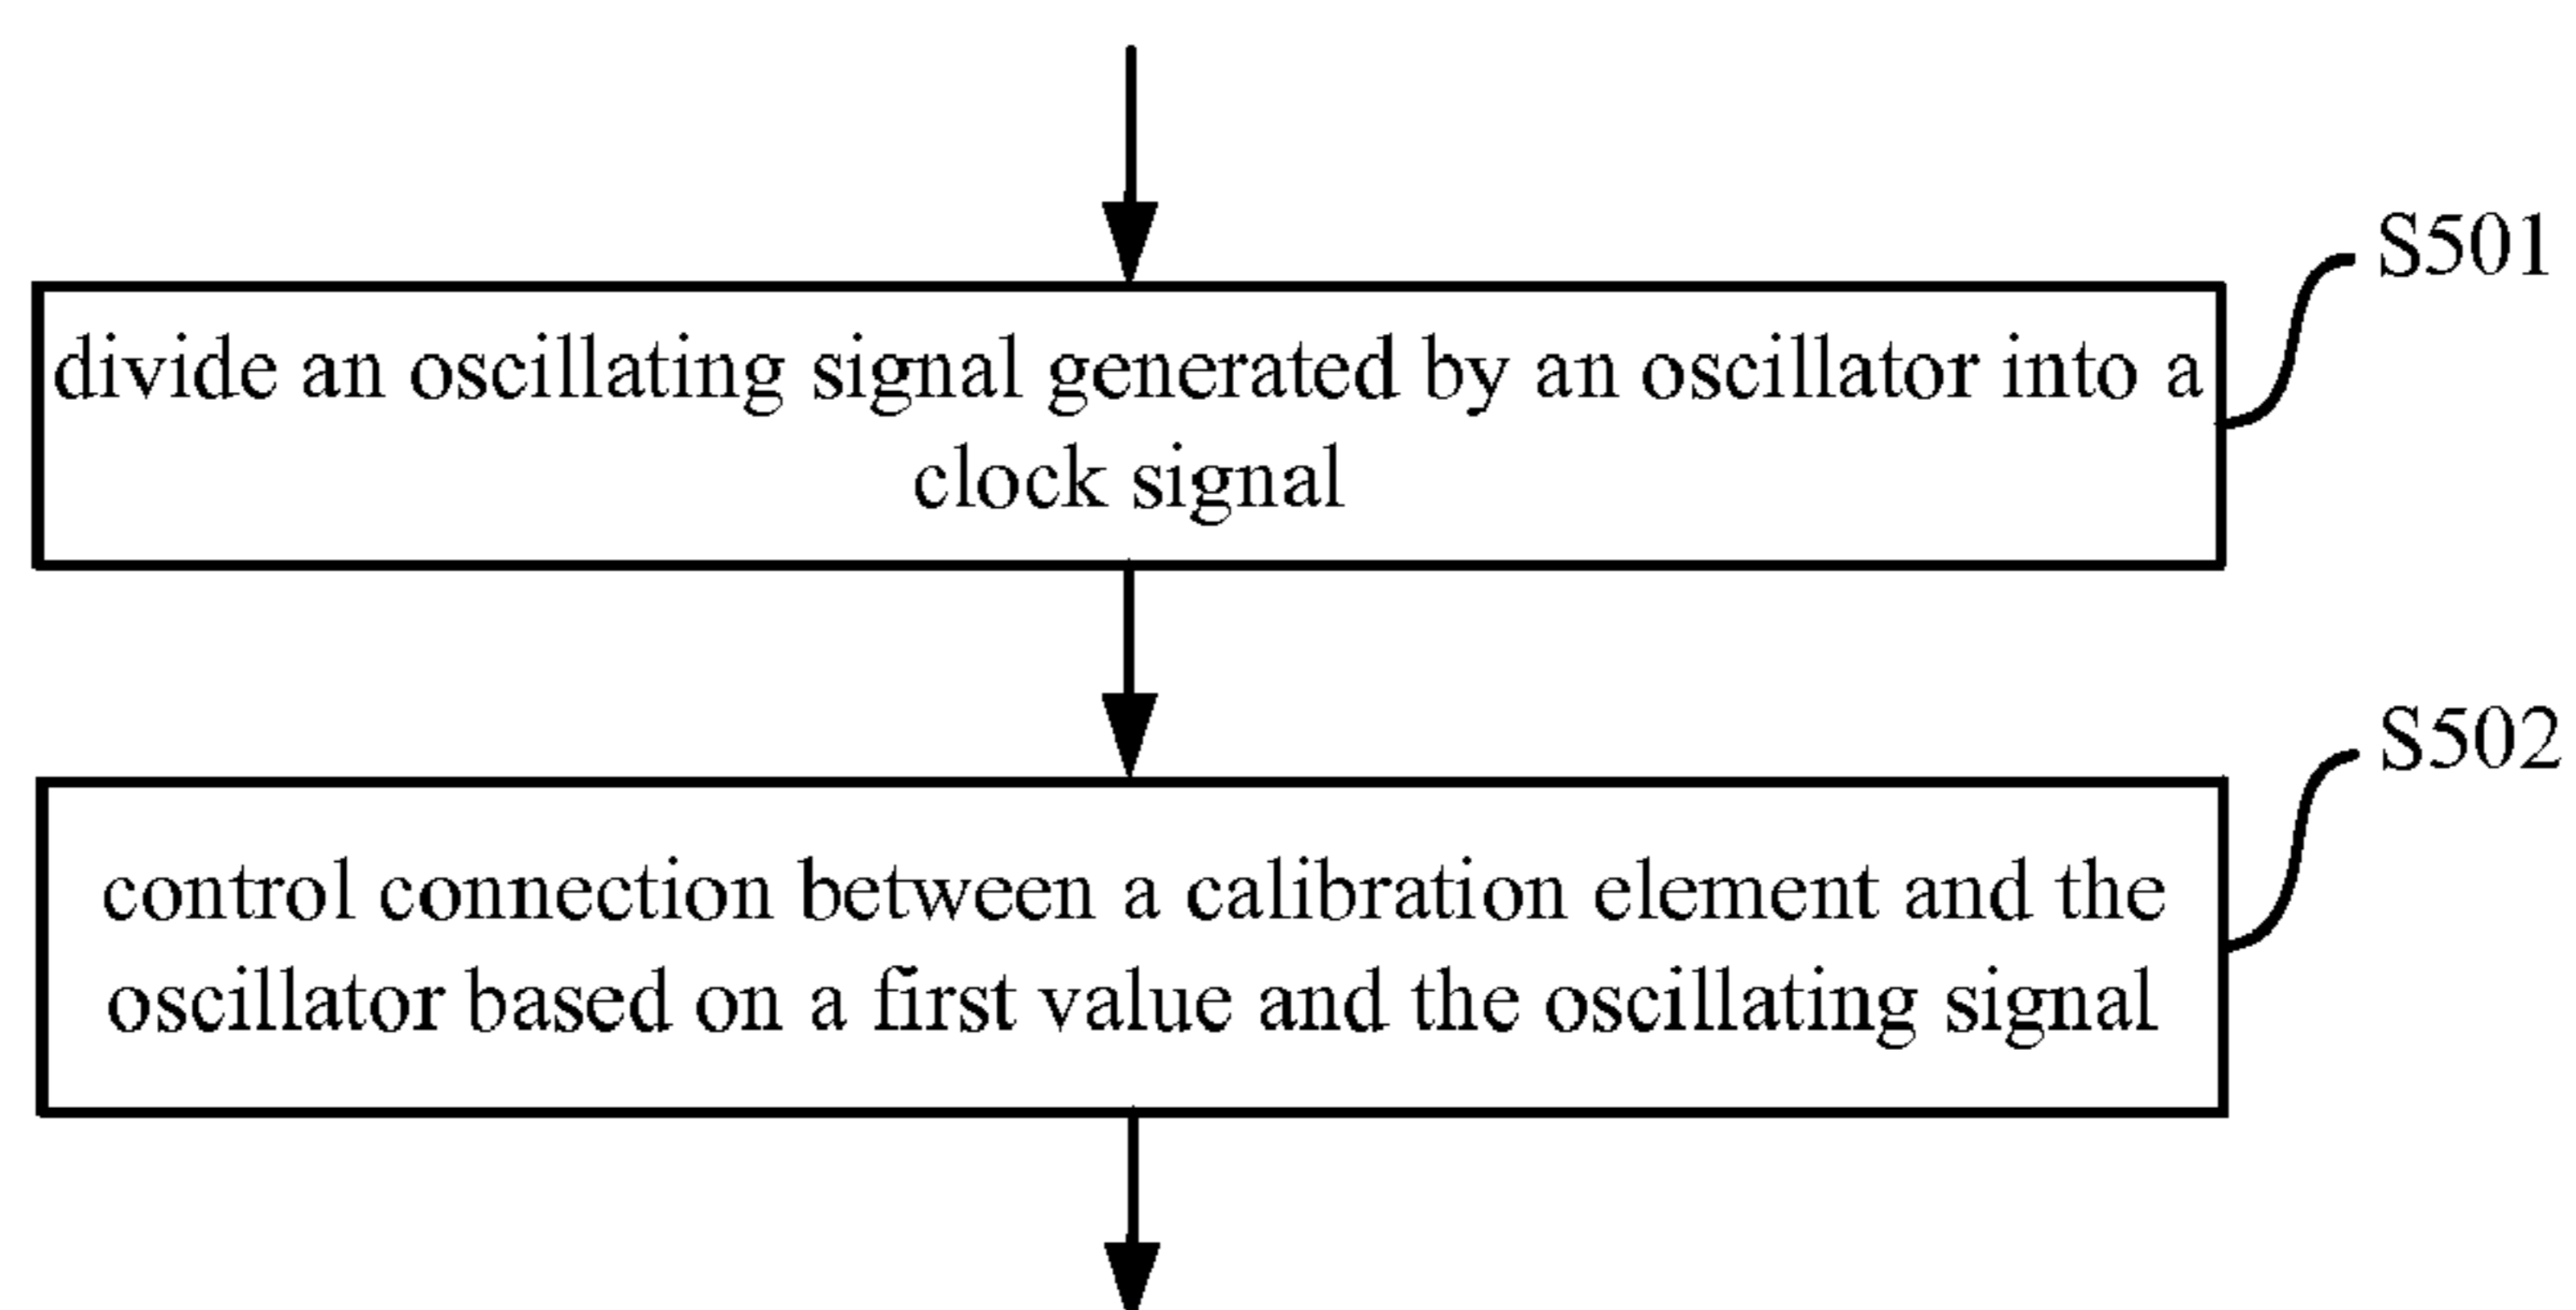 S501
divide an oscillating signal generated by an oscillator into a
clock signal
S502
control connection between a calibration element and the
oscillator based on a first value and the oscillating signal